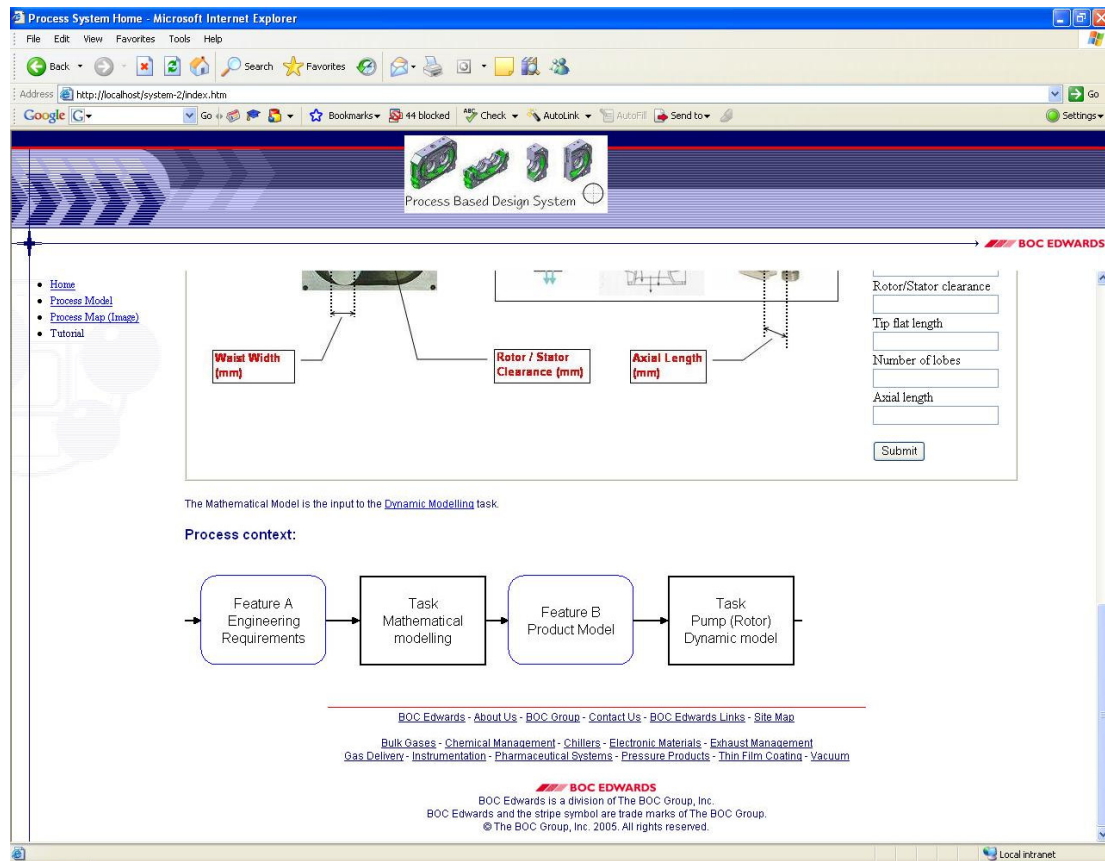 Process System Home - Microsoft Internet Explorer
File Edit View Favorites Tools Help
Back Search Favorites
Address http://localhost/system-2/index.htm Go
Google G Go Bookmarks 44 blocked ABC Check AutoLink AutoFill Send to Settings
Process Based Design System
BOC EDWARDS
Home
Process Model
Process Map (Image)
Tutorial
Waist Width
(mm)
Rotor / Stator
Clearance (mm)
Axial Length
(mm)
Rotor/Stator clearance
Tip flat length
Number of lobes
Axial length
Submit
The Mathematical Model is the input to the Dynamic Modelling task.
Process context:
Feature A
Engineering
Requirements
Task
Mathematical
modelling
Feature B
Product Model
Task
Pump (Rotor)
Dynamic model
BOC Edwards - About Us - BOC Group - Contact Us - BOC Edwards Links - Site Map
Bulk Gases - Chemical Management - Chillers - Electronic Materials - Exhaust Management
Gas Delivery - Instrumentation - Pharmaceutical Systems - Pressure Products - Thin Film Coating - Vacuum
BOC EDWARDS
BOC Edwards is a division of The BOC Group, Inc.
BOC Edwards and the stripe symbol are trade marks of The BOC Group.
© The BOC Group, Inc. 2005. All rights reserved.
Local intranet